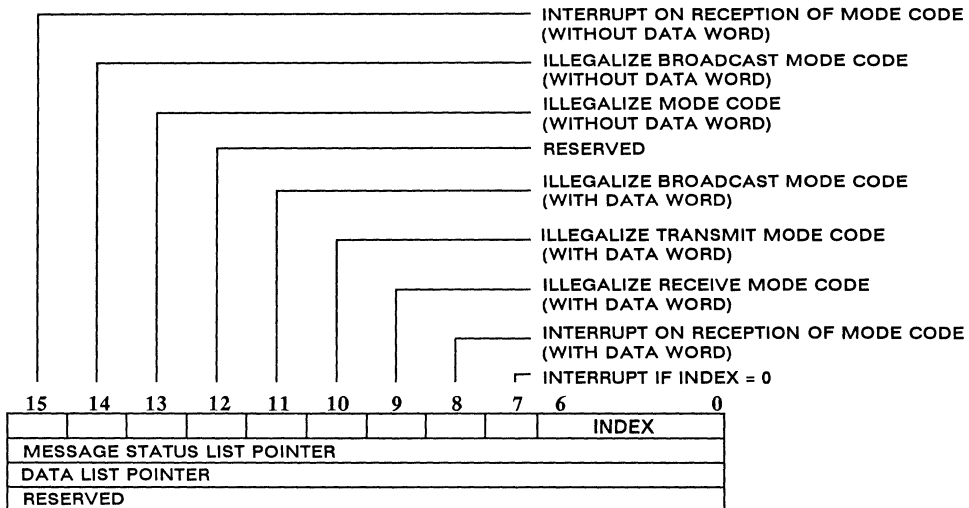 INTERRUPT ON RECEPTION OF MODE CODE
(WITHOUT DATA WORD)
ILLEGALIZE BROADCAST MODE CODE
(WITHOUT DATA WORD)
ILLEGALIZE MODE CODE
(WITHOUT DATA WORD)
RESERVED
ILLEGALIZE BROADCAST MODE CODE
(WITH DATA WORD)
ILLEGALIZE TRANSMIT MODE CODE
(WITH DATA WORD)
ILLEGALIZE RECEIVE MODE CODE
(WITH DATA WORD)
INTERRUPT ON RECEPTION OF MODE CODE
(WITH DATA WORD)
INTERRUPT IF INDEX = 0
15 14 13 12 11 10 9 8 7 6 0
INDEX
MESSAGE STATUS LIST POINTER
DATA LIST POINTER
RESERVED